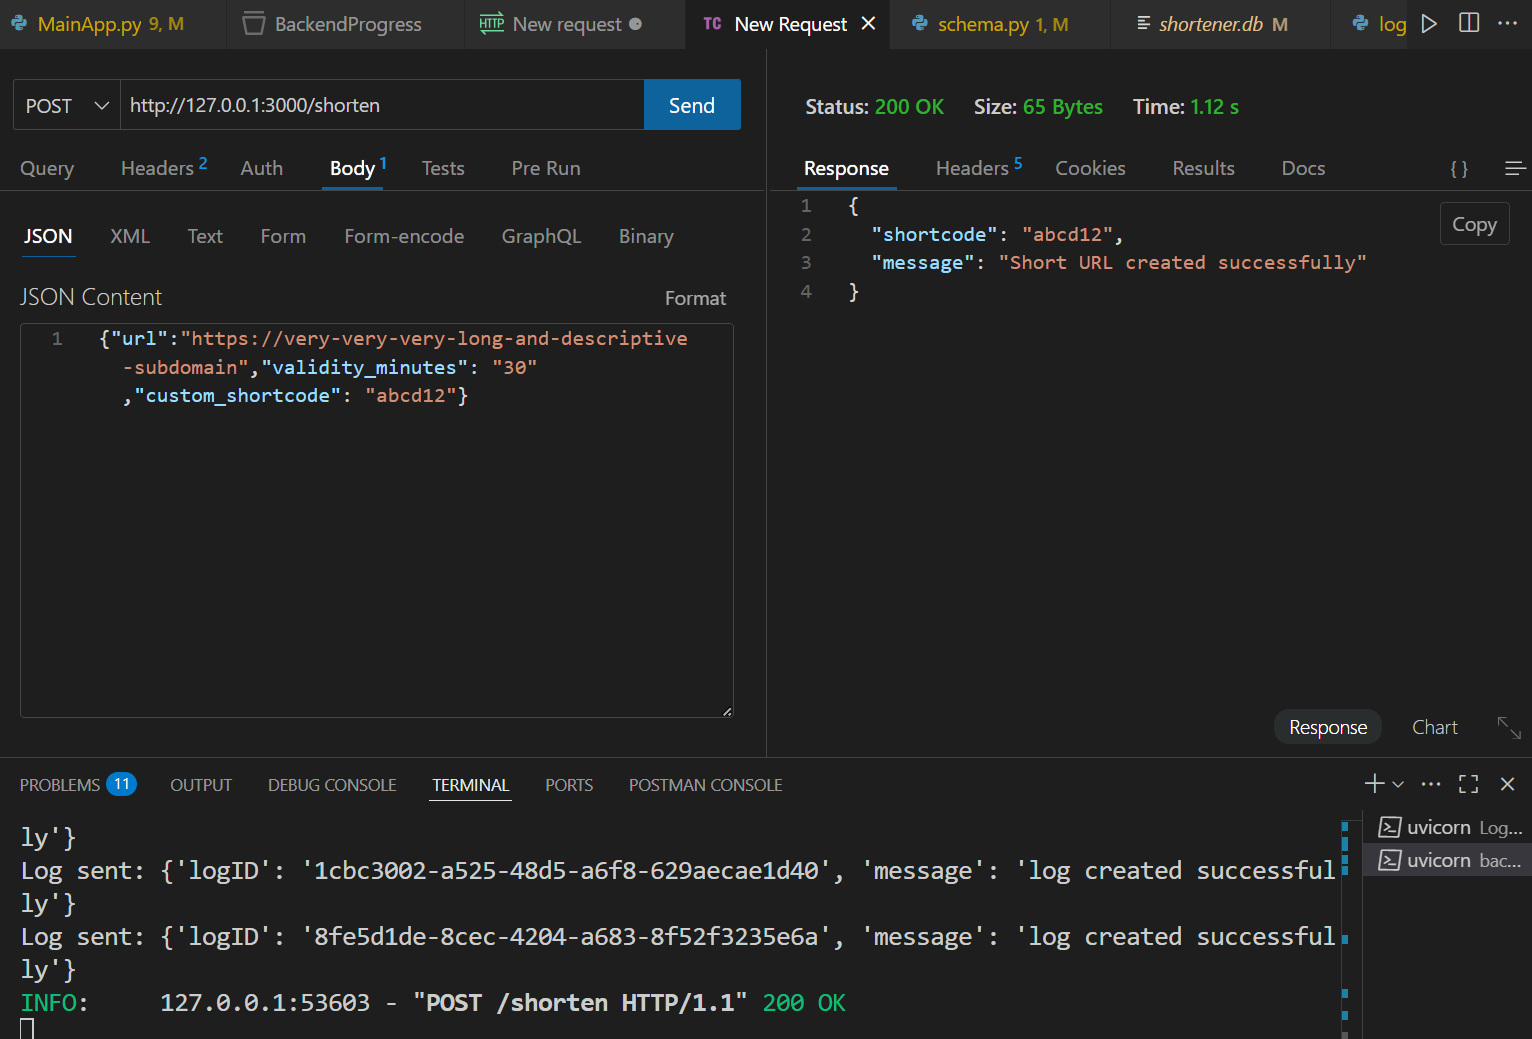 MainApp.py 9, M
BackendProgress
HTTP New request
TC New Request
schema.py 1, M
shortener.db M
log
POST
http://127.0.0.1:3000/shorten
Send
Status: 200 OK Size: 65 Bytes Time: 1.12 s
Query Headers 2 Auth Body 1 Tests Pre Run
Response Headers 5 Cookies Results Docs { }
JSON XML Text Form Form-encode GraphQL Binary
JSON Content
Format
1 {"url":"https://very-very-very-long-and-descriptive
-subdomain","validity_minutes": "30"
,"custom_shortcode": "abcd12"}
1 {
2 "shortcode": "abcd12",
3 "message": "Short URL created successfully"
4 }
Copy
Response Chart
PROBLEMS 11 OUTPUT DEBUG CONSOLE TERMINAL PORTS POSTMAN CONSOLE
ly'}
Log sent: {'logID': '1cbc3002-a525-48d5-a6f8-629aecae1d40', 'message': 'log created successful
ly'}
Log sent: {'logID': '8fe5d1de-8cec-4204-a683-8f52f3235e6a', 'message': 'log created successful
ly'}
INFO: 127.0.0.1:53603 - "POST /shorten HTTP/1.1" 200 OK
uvicorn Log...
uvicorn bac...